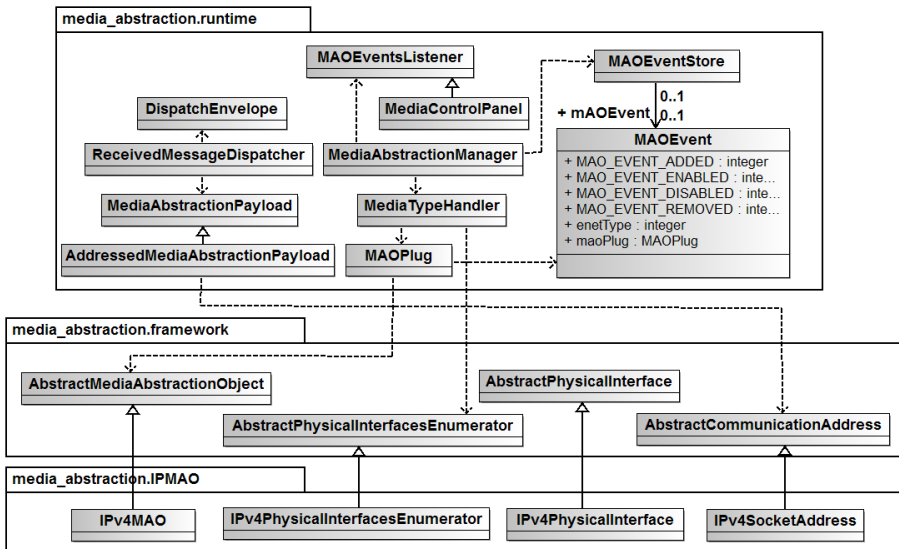 media_abstraction.runtime
MAOEventsListener
MAOEventStore
DispatchEnvelope
MediaControlPanel
0..1
+ mAOEvent
0..1
ReceivedMessageDispatcher
MediaAbstractionManager
MAOEvent
+ MAO_EVENT_ADDED : integer
+ MAO_EVENT_ENABLED : inte...
+ MAO_EVENT_DISABLED : inte...
+ MAO_EVENT_REMOVED : inte...
+ enetType : integer
+ maoPlug : MAOPlug
MediaAbstractionPayload
MediaTypeHandler
AddressedMediaAbstractionPayload
MAOPlug
media_abstraction.framework
AbstractMediaAbstractionObject
AbstractPhysicalInterface
AbstractPhysicalInterfacesEnumerator
AbstractCommunicationAddress
media_abstraction.IPMAO
IPv4MAO
IPv4PhysicalInterfacesEnumerator
IPv4PhysicalInterface
IPv4SocketAddress